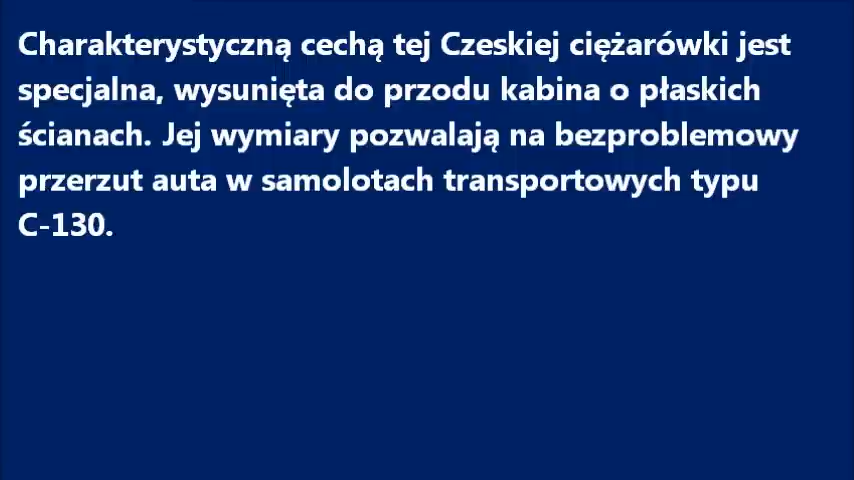 Charakterystyczną cechą tej Czeskiej ciężarówki jest
specjalna, wysunięta do przodu kabina o płaskich
ścianach. Jej wymiary pozwalają na bezproblemowy
przerzut auta w samolotach transportowych typu
C-130.